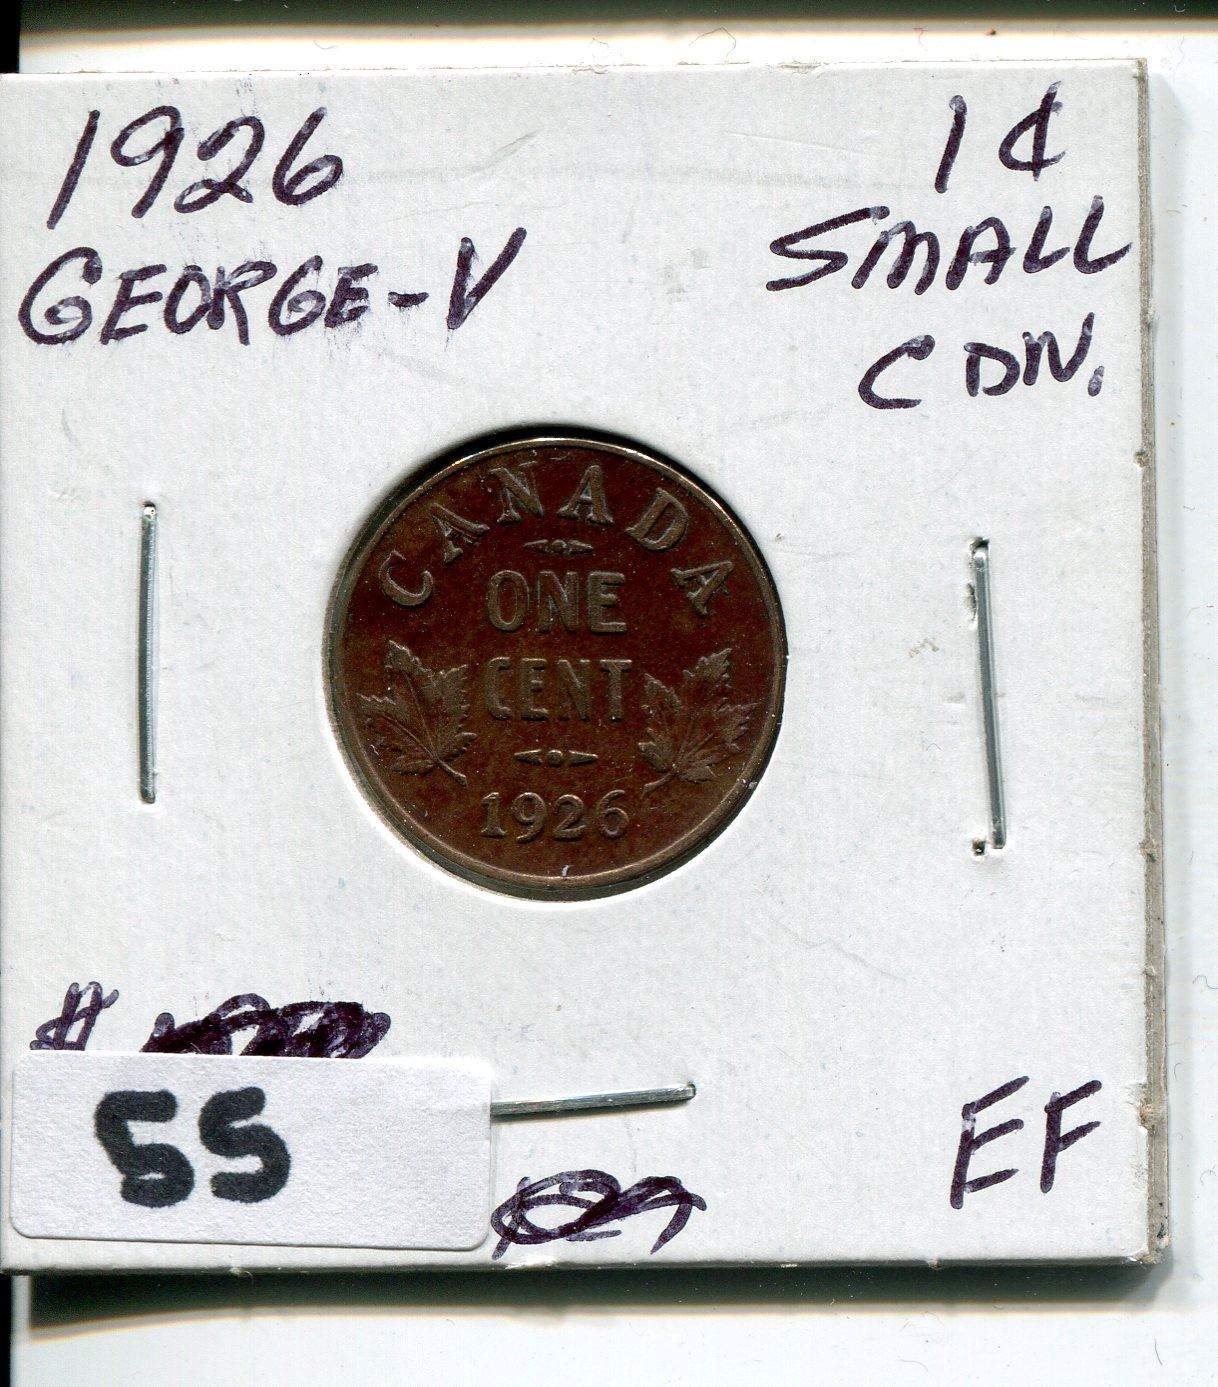 1926
GEORGE-V
1¢
SMALL
CDN.
CANADA
ONE
CENT
1926
#
55
EF